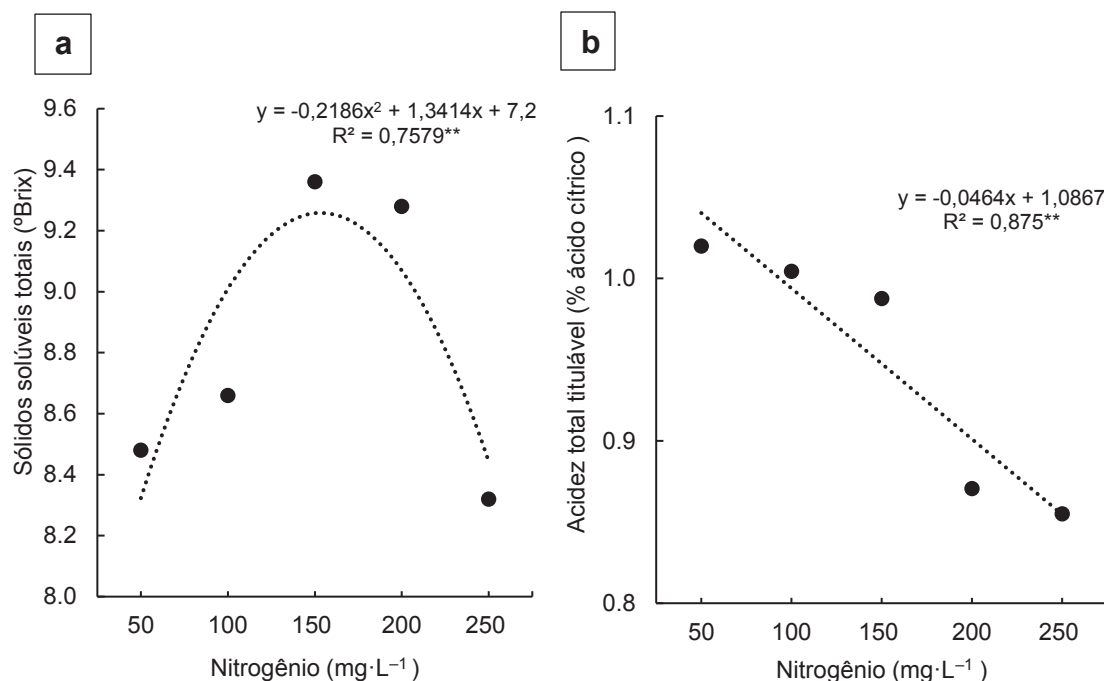 a
9.6
9.4
9.2
9.0
8.8
8.6
8.4
8.2
8.0
Sólidos solúveis totais (ºBrix)
y = -0,2186x² + 1,3414x + 7,2
R² = 0,7579**
50 100 150 200 250
Nitrogênio (mg·L⁻¹)
b
1.1
1.0
0.9
0.8
Acidez total titulável (% ácido cítrico )
y = -0,0464x + 1,0867
R² = 0,875**
50 100 150 200 250
Nitrogênio (mg·L⁻¹)